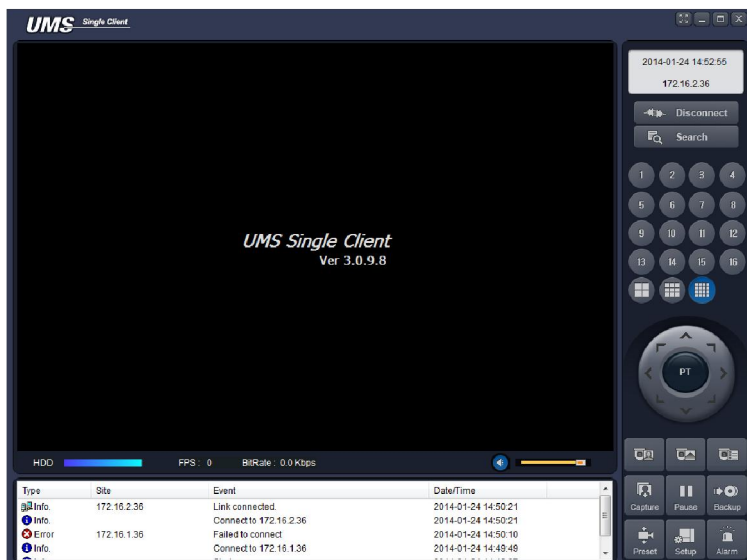 UMS Single Client
2014-01-24 14:52:55
172.16.2.36
Disconnect
Search
1 2 3 4
5 6 7 8
9 10 11 12
13 14 15 16
UMS Single Client
Ver 3.0.9.8
PT
HDD FPS : 0 BitRate : 0.0 Kbps
Capture Pause Backup
Preset Setup Alarm
Type Site Event Date/Time
Info. 172.16.2.36 Link connected. 2014-01-24 14:50:21
Info. Connect to 172.16.2.36 2014-01-24 14:50:21
Error 172.16.1.36 Failed to connect 2014-01-24 14:50:10
Info. Connect to 172.16.1.36 2014-01-24 14:49:49